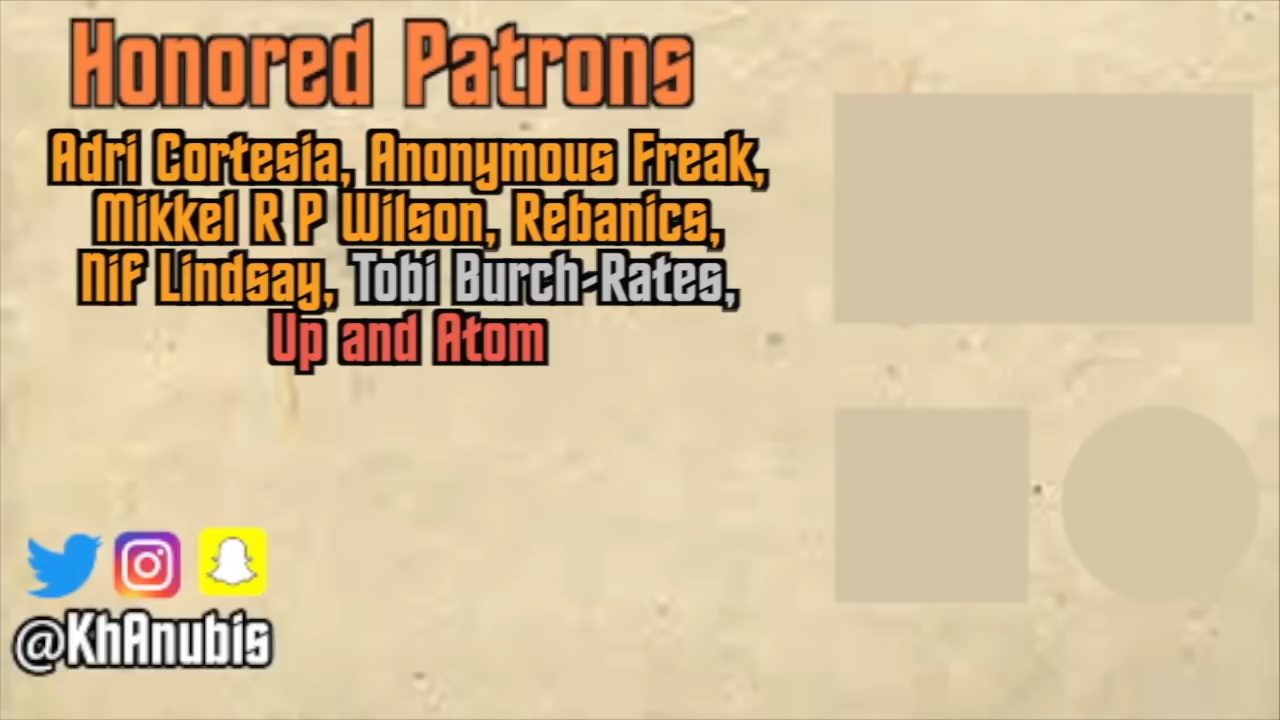 Honored Patrons
Adri Cortesia, Anonymous Freak,
Mikkel R P Wilson, Rebanics,
Nif Lindsay, Tobi Burch-Rates,
Up and Atom
@KhAnubis